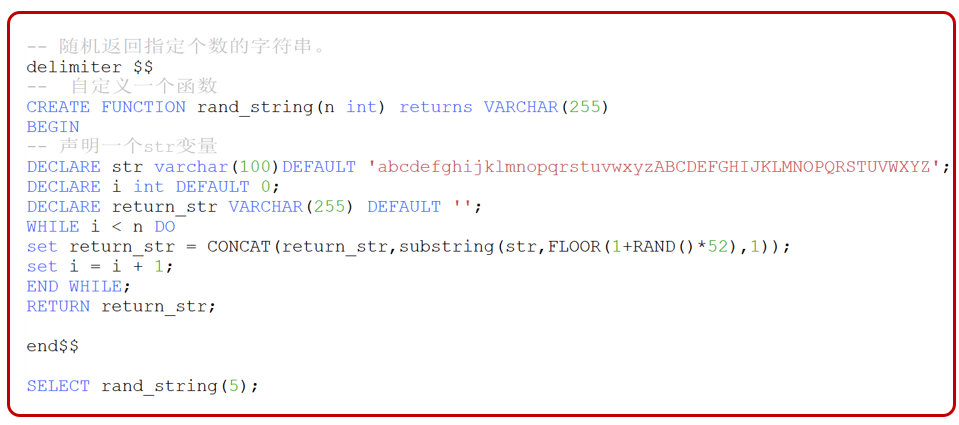 -- 随机返回指定个数的字符串。
delimiter $$
--  自定义一个函数
CREATE FUNCTION rand_string(n int) returns VARCHAR(255)
BEGIN
-- 声明一个str变量
DECLARE str varchar(100)DEFAULT 'abcdefghijklmnopqrstuvwxyzABCDEFGHIJKLMNOPQRSTUVWXYZ';
DECLARE i int DEFAULT 0;
DECLARE return_str VARCHAR(255) DEFAULT '';
WHILE i < n DO
set return_str = CONCAT(return_str,substring(str,FLOOR(1+RAND()*52),1));
set i = i + 1;
END WHILE;
RETURN return_str;
end$$
SELECT rand_string(5);